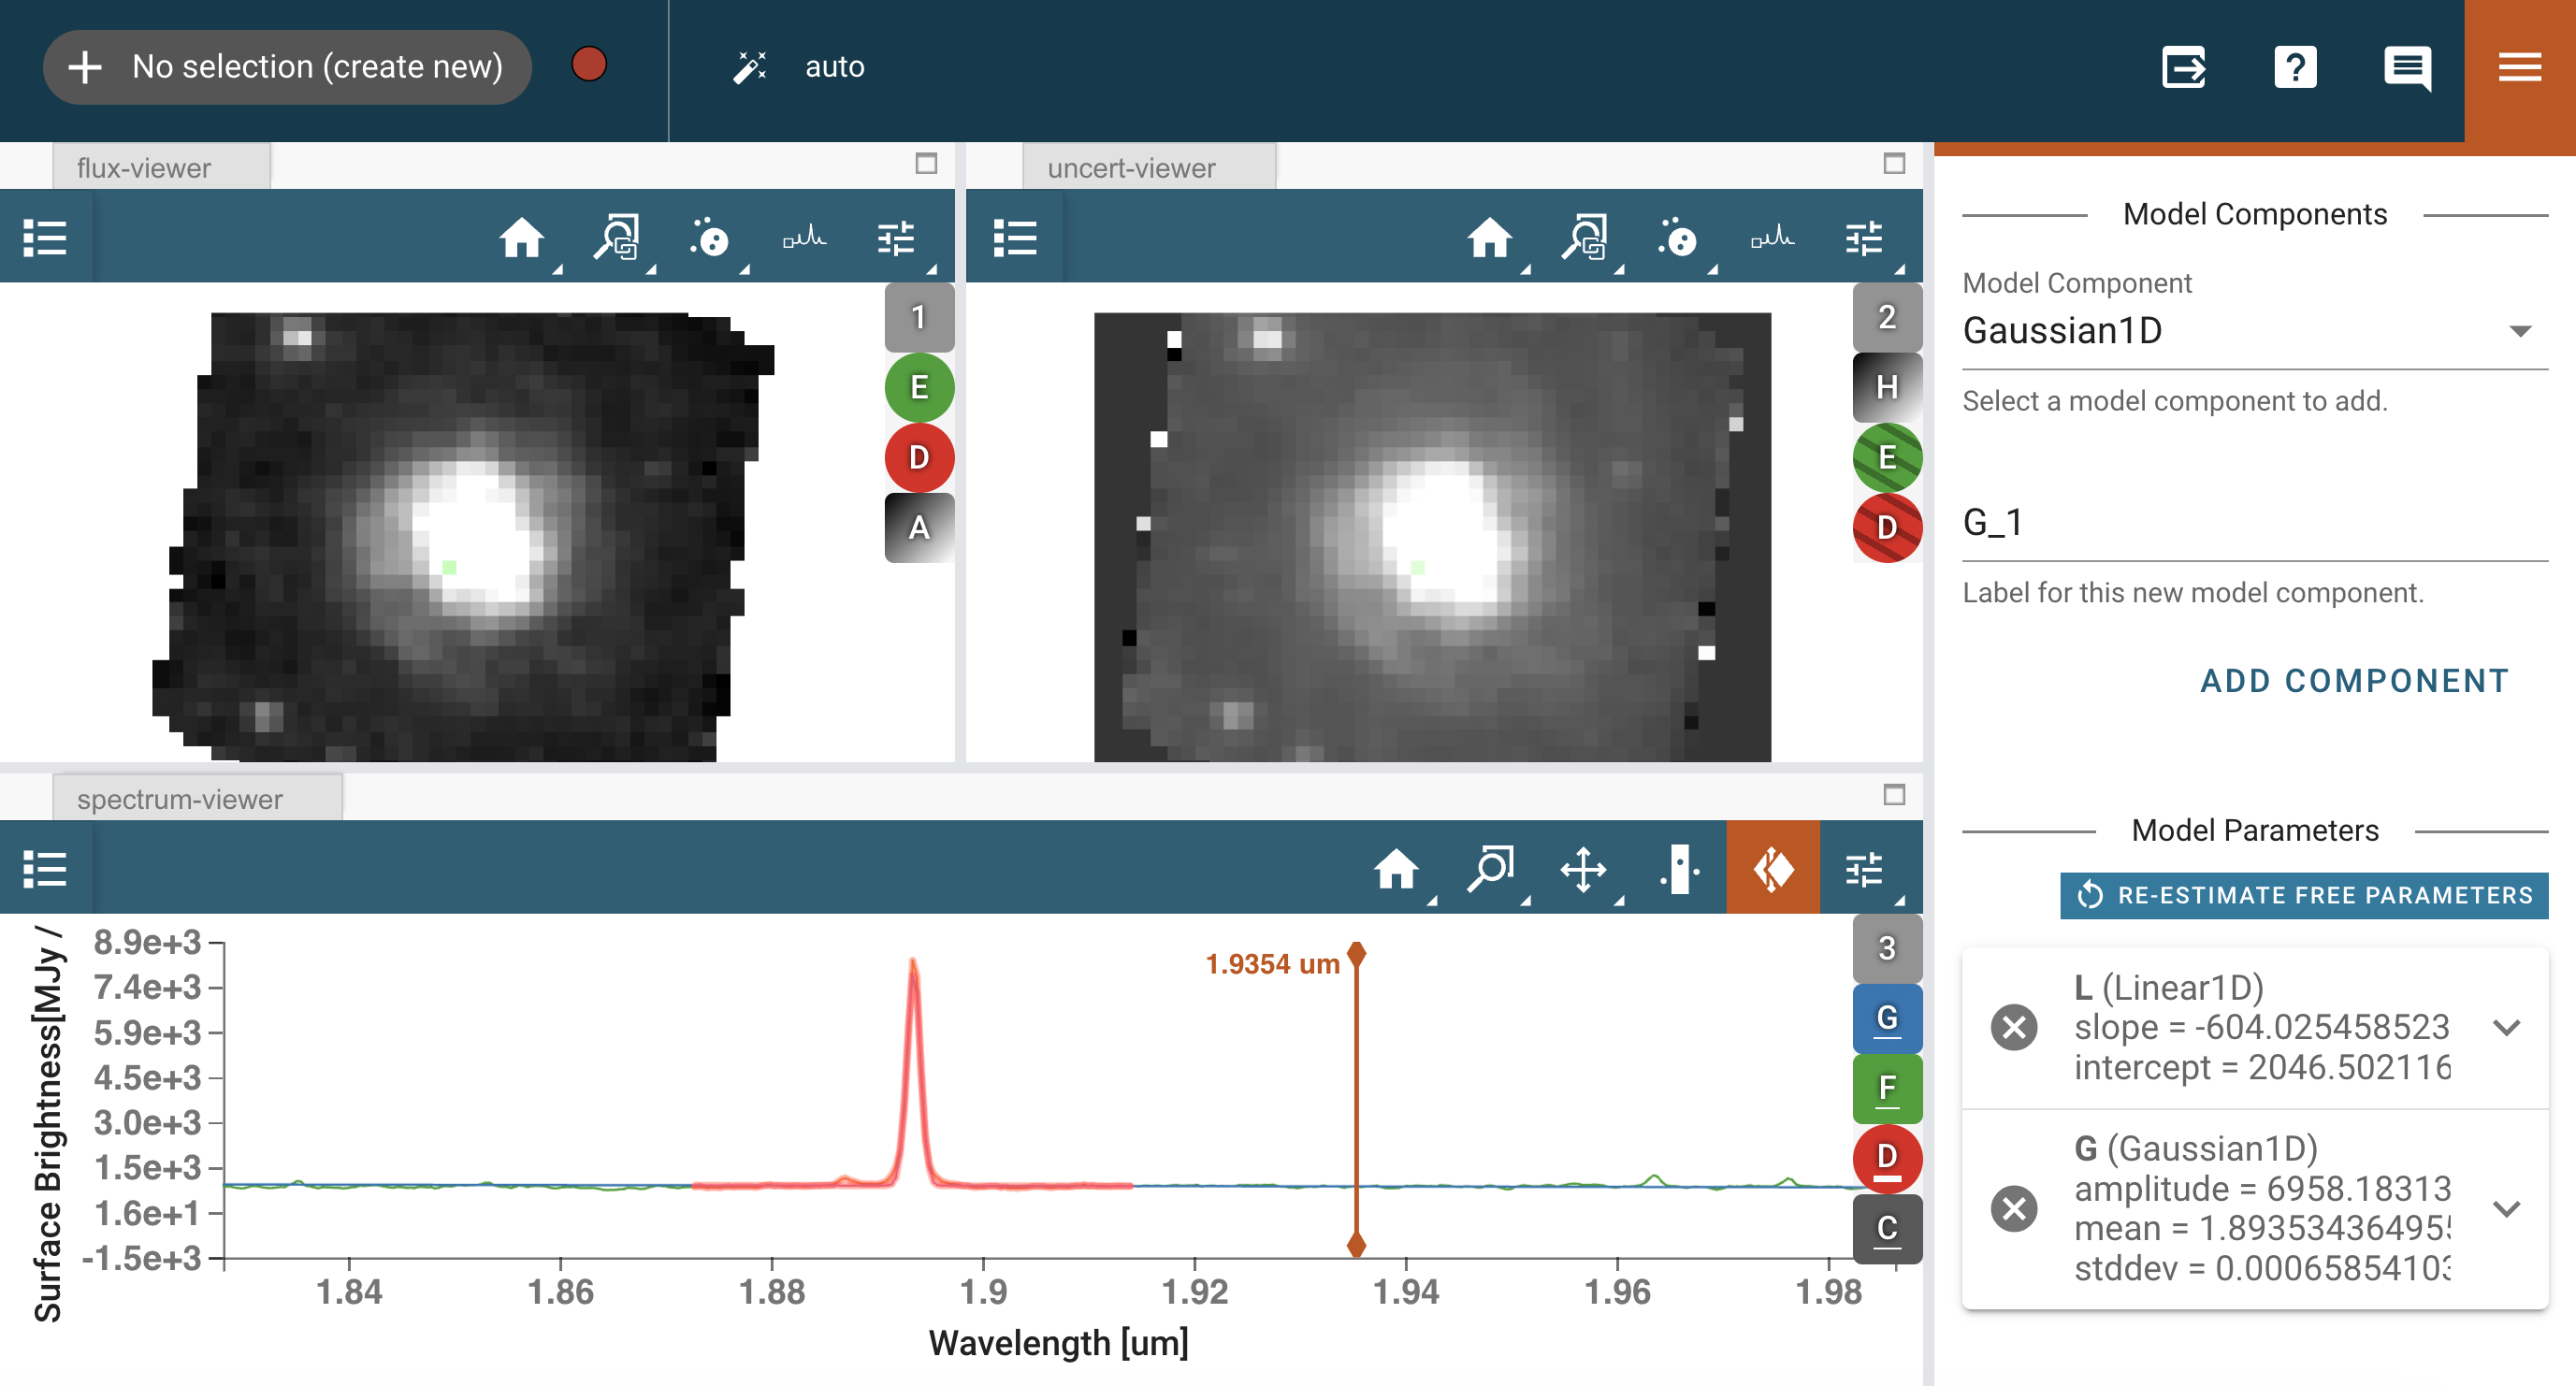 No selection (create new)
auto
flux-viewer
1
E
D
A
uncert-viewer
2
H
E
D
spectrum-viewer
Surface Brightness[MJy /
8.9e+3
7.4e+3
5.9e+3
4.5e+3
3.0e+3
1.5e+3
1.6e+1
-1.5e+3
1.9354 um
3
G
F
D
C
1.84 1.86 1.88 1.9 1.92 1.94 1.96 1.98
Wavelength [um]
Model Components
Model Component
Gaussian1D
Select a model component to add.
G_1
Label for this new model component.
ADD COMPONENT
Model Parameters
RE-ESTIMATE FREE PARAMETERS
L (Linear1D)
slope = -604.025458523
intercept = 2046.502116
G (Gaussian1D)
amplitude = 6958.18313
mean = 1.893534364955
stddev = 0.00065854103